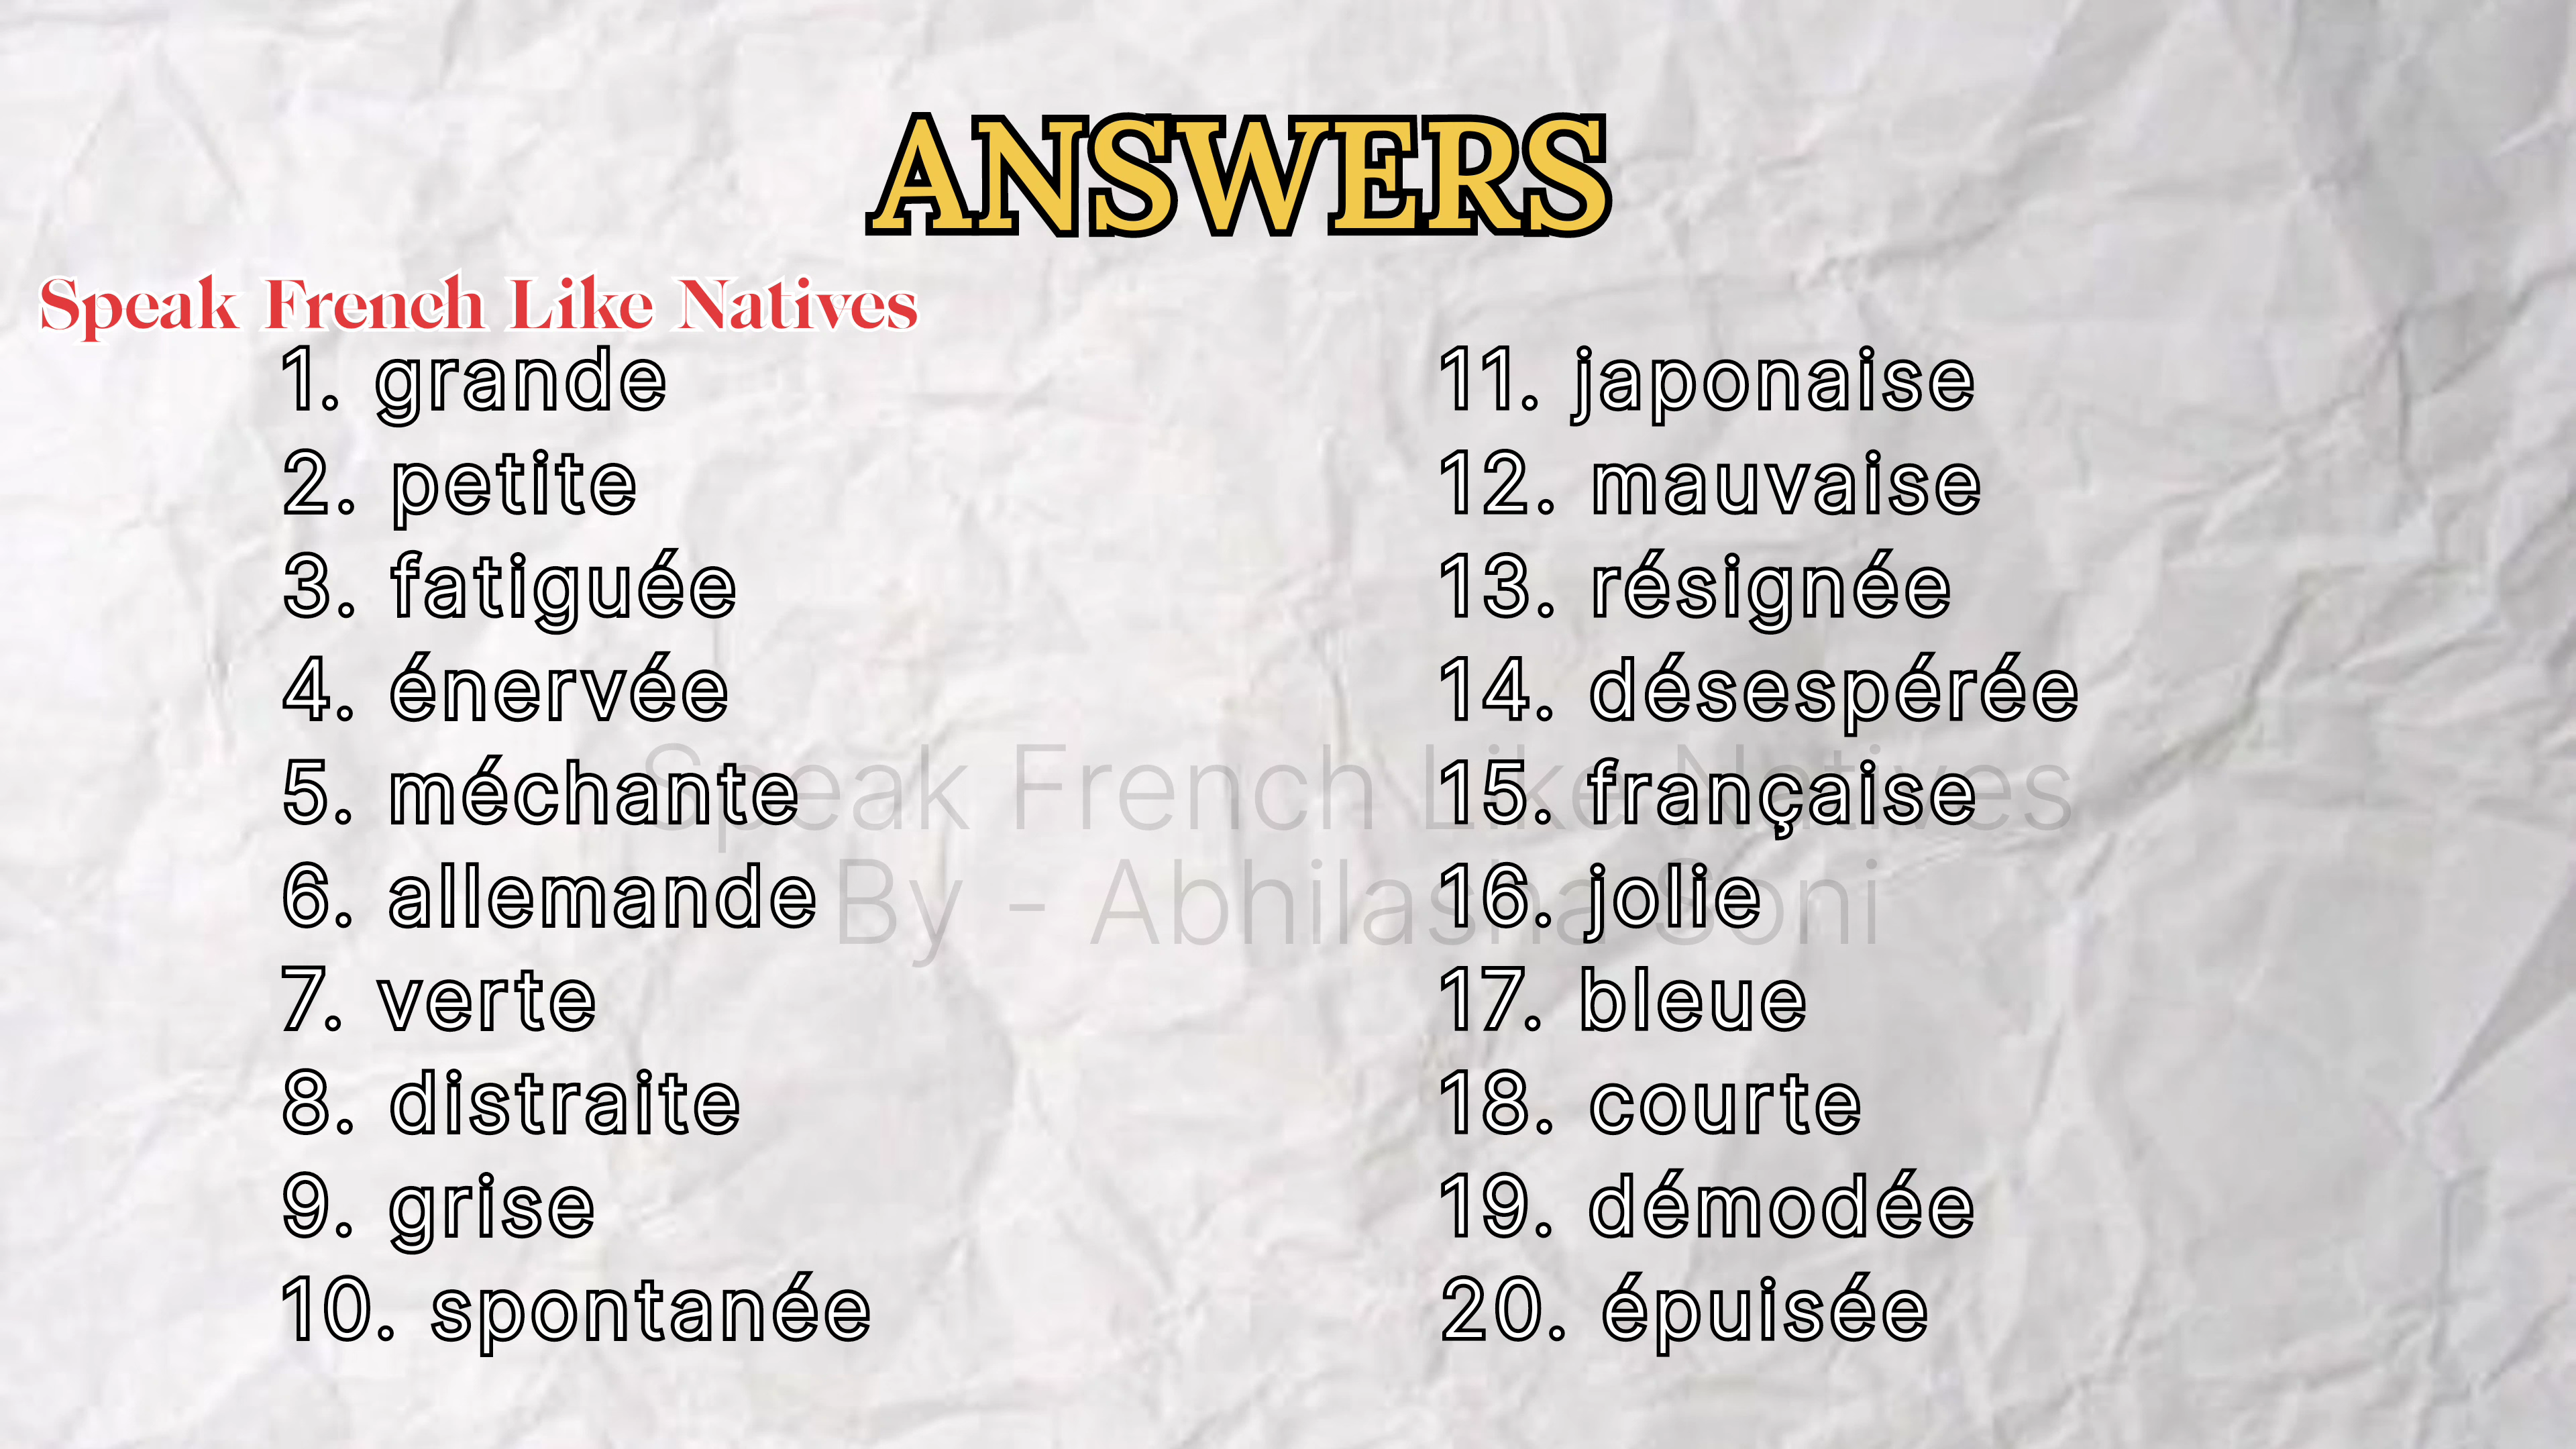 ANSWERS
Speak French Like Natives
1. grande
2. petite
3. fatiguée
4. énervée
5. méchante
6. allemande
7. verte
8. distraite
9. grise
10. spontanée
11. japonaise
12. mauvaise
13. résignée
14. désespérée
15. française
16. jolie
17. bleue
18. courte
19. démodée
20. épuisée
Speak French Like Natives
By - Abhilasha Soni